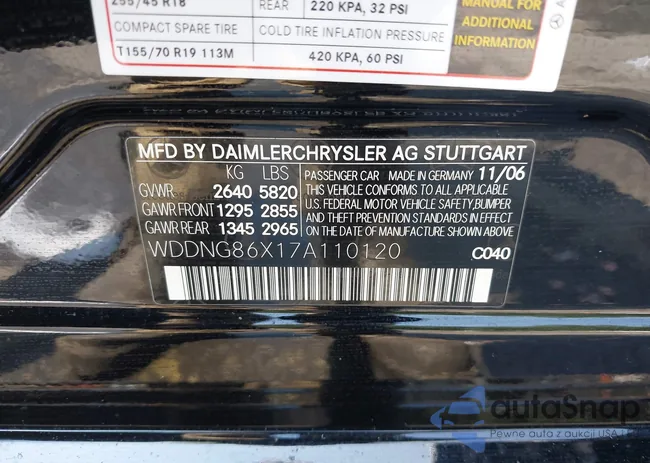 255/45 R18 REAR 220 KPA, 32 PSI
COMPACT SPARE TIRE COLD TIRE INFLATION PRESSURE
T155/70 R19 113M 420 KPA, 60 PSI
MANUAL FOR
ADDITIONAL
MFD BY DAIMLERCHRYSLER AG STUTTGART
KG LBS PASSENGER CAR MADE IN GERMANY 11/06
GVWR 2640 5820 THIS VEHICLE CONFORMS TO ALL APPLICABLE
GAWR FRONT 1295 2855 U.S. FEDERAL MOTOR VEHICLE SAFETY,BUMPER
GAWR REAR 1345 2965 AND THEFT PREVENTION STANDARDS IN EFFECT
ON THE DATE OF MANUFACTURE SHOWN ABOVE.
WDDNG86X17A110120 C040
autoSnap
Pewne auta z aukcji USA